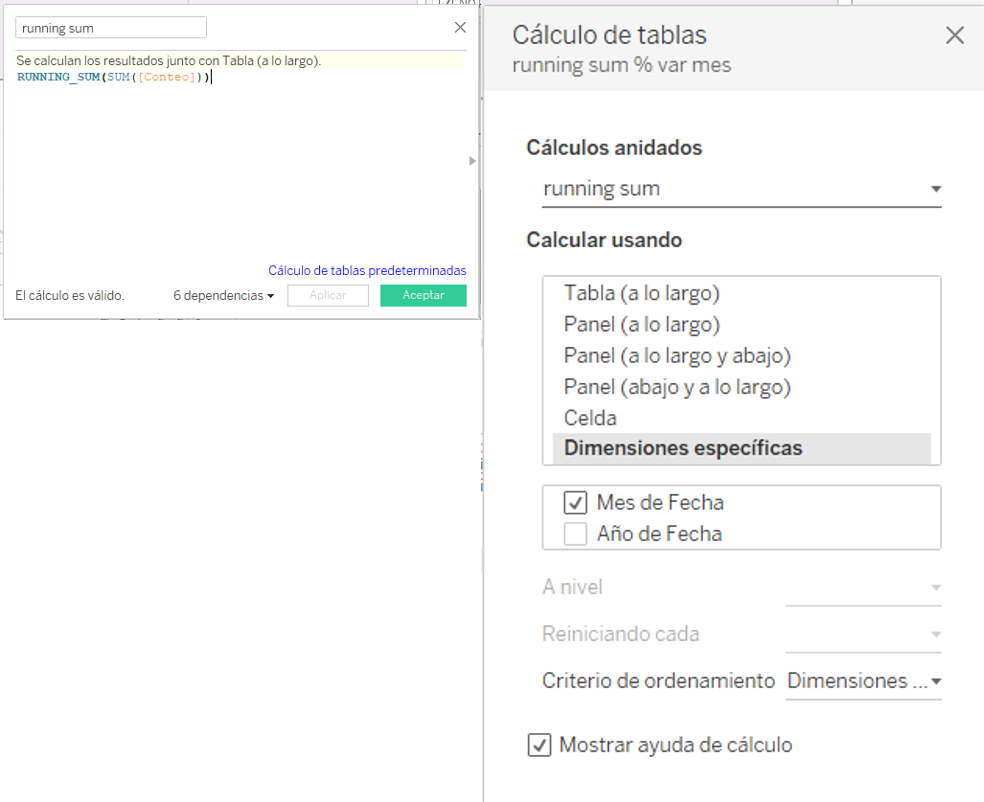 running sum
Se calculan los resultados junto con Tabla (a lo largo).
RUNNING_SUM(SUM([Conteo]))
Cálculo de tablas predeterminadas
El cálculo es válido.
6 dependencias
Aplicar
Aceptar
Cálculo de tablas
running sum % var mes
Cálculos anidados
running sum
Calcular usando
Tabla (a lo largo)
Panel (a lo largo)
Panel (a lo largo y abajo)
Panel (abajo y a lo largo)
Celda
Dimensiones específicas
Mes de Fecha
Año de Fecha
A nivel
Reiniciando cada
Criterio de ordenamiento Dimensiones ...
Mostrar ayuda de cálculo